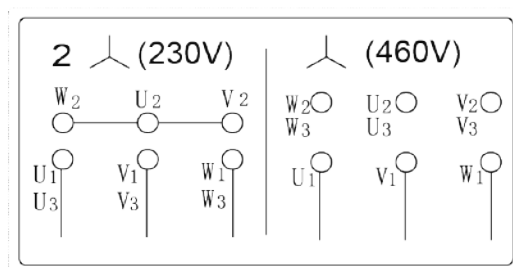 2 (230V)
W2 U2 V2
U1 V1 W1
U3 V3 W3
(460V)
W2 U2 V2
W3 U3 V3
U1 V1 W1